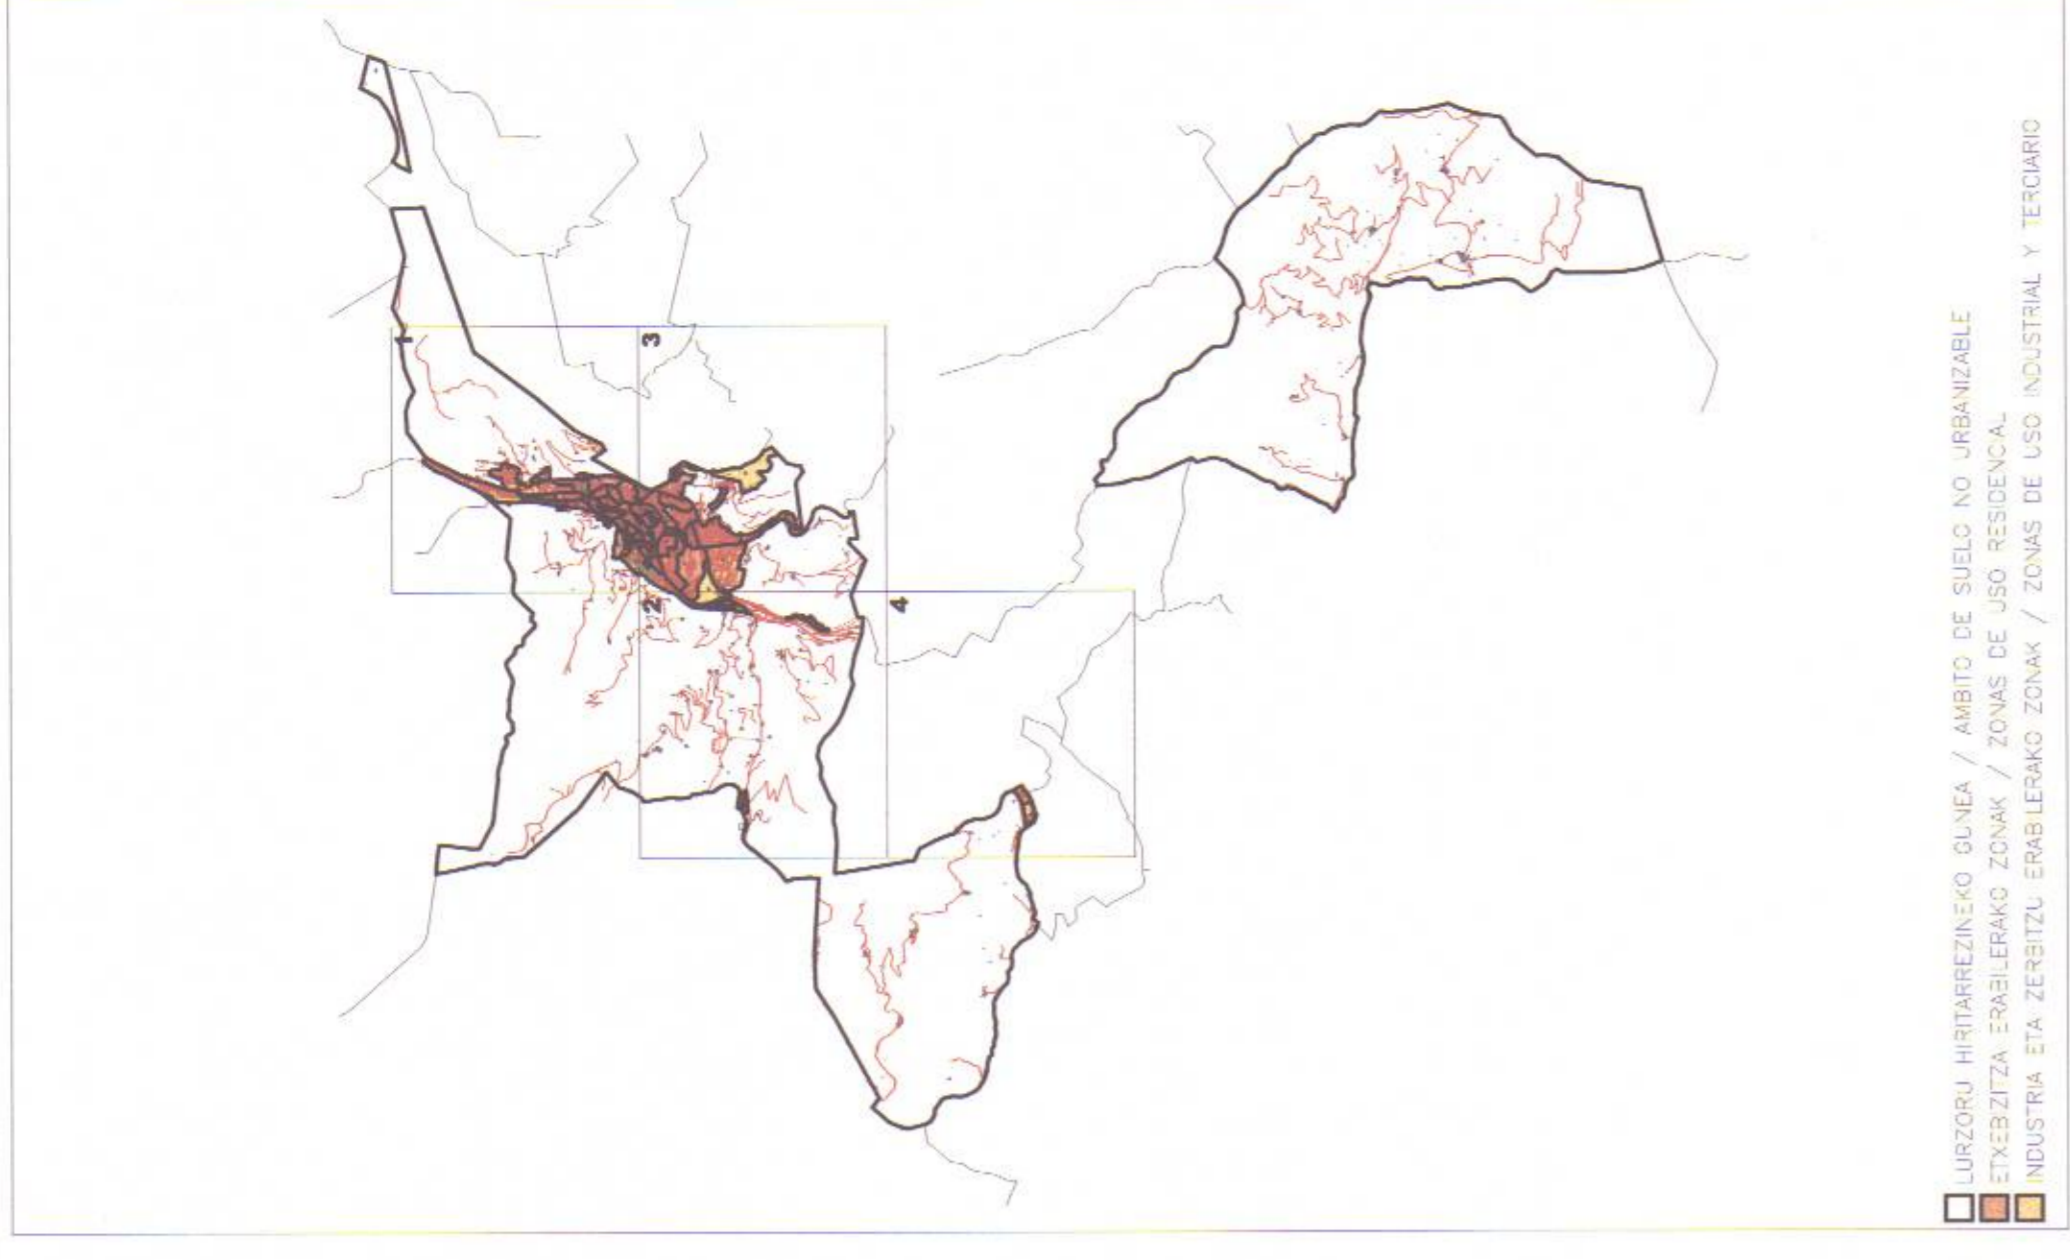 1
3
2
4
LURZORU HIRITARREZINEKO GUNEA / AMBITO DE SUELO NO URBANIZABLE
ETXEBZITZA ERABILERAKO ZONAK / ZONAS DE USO RESIDENCIAL
INDUSTRIA ETA ZERBITZU ERABILERAKO ZONAK / ZONAS DE USO INDUSTRIAL Y TERCIARIO